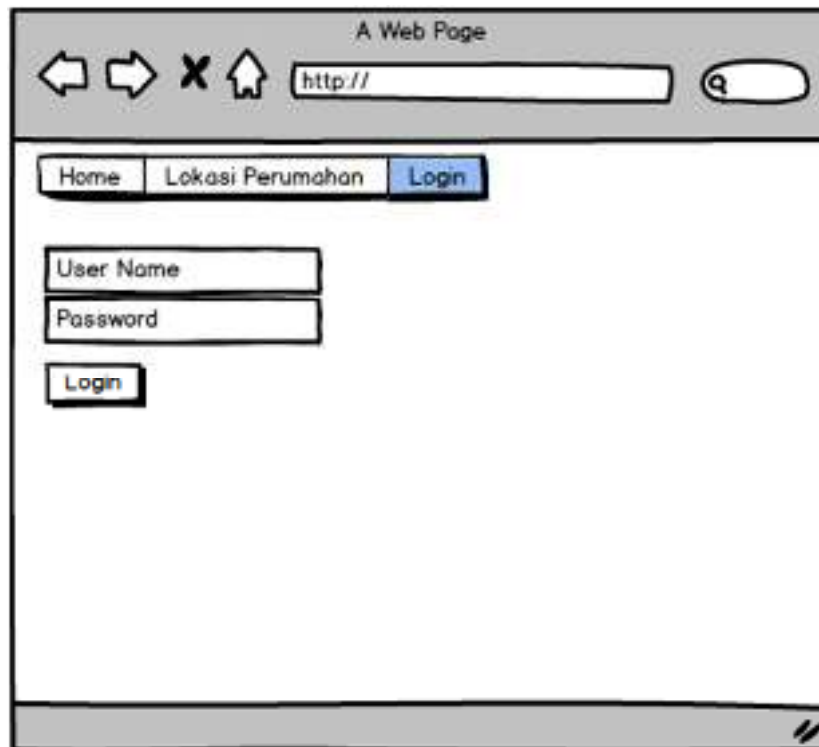 A Web Page
http://
Home Lokasi Perumahan Login
User Name
Password
Login